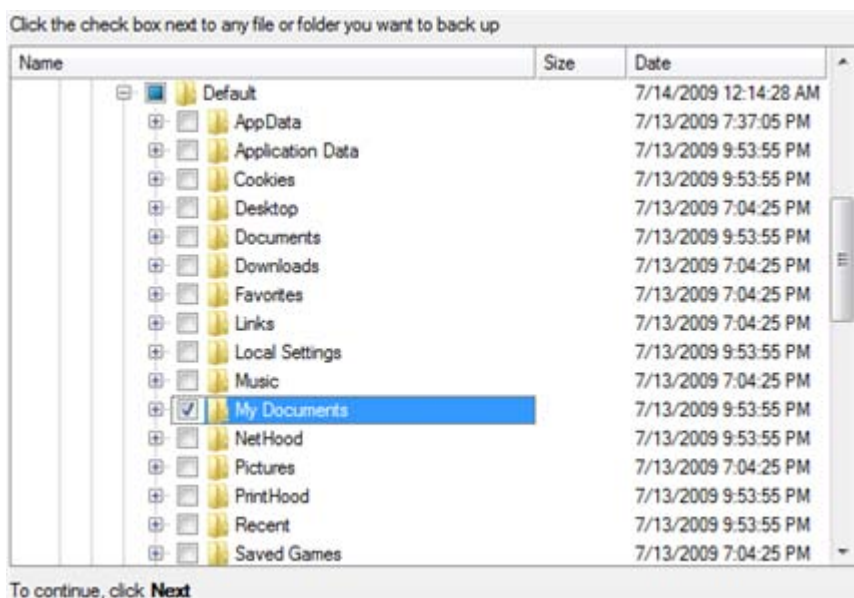 Click the check box next to any file or folder you want to back up
Name Size Date
Default 7/14/2009 12:14:28 AM
AppData 7/13/2009 7:37:05 PM
Application Data 7/13/2009 9:53:55 PM
Cookies 7/13/2009 9:53:55 PM
Desktop 7/13/2009 7:04:25 PM
Documents 7/13/2009 9:53:55 PM
Downloads 7/13/2009 7:04:25 PM
Favorites 7/13/2009 7:04:25 PM
Links 7/13/2009 7:04:25 PM
Local Settings 7/13/2009 9:53:55 PM
Music 7/13/2009 7:04:25 PM
My Documents 7/13/2009 9:53:55 PM
NetHood 7/13/2009 9:53:55 PM
Pictures 7/13/2009 7:04:25 PM
PrintHood 7/13/2009 9:53:55 PM
Recent 7/13/2009 9:53:55 PM
Saved Games 7/13/2009 7:04:25 PM
To continue, click Next